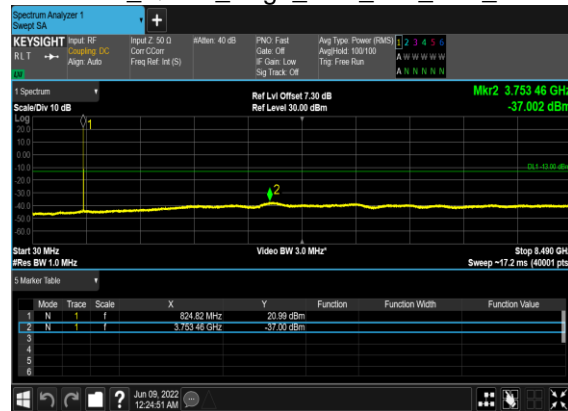 Spectrum Analyzer 1
Swept SA
+
KEYSIGHT
RLT
Input: RF
Coupling: DC
Align: Auto
Input Z: 50 Ω
Corr CCorr
Freq Ref: Int (S)
#Atten: 40 dB
PNO: Fast
Gate: Off
IF Gain: Low
Sig Track: Off
Avg Type: Power (RMS)
Avg|Hold: 100/100
Trig: Free Run
1 2 3 4 5 6
A W W W W W
A N N N N N
1 Spectrum
Scale/Div 10 dB
Ref Lvl Offset 7.30 dB
Ref Level 30.00 dBm
Mkr2 3.753 46 GHz
-37.002 dBm
Log
20.0
10.0
0.00
-10.0
-20.0
-30.0
-40.0
-50.0
-60.0
1
2
DL1 -13.00 dBm
Start 30 MHz
#Res BW 1.0 MHz
Video BW 3.0 MHz*
Stop 8.490 GHz
Sweep ~17.2 ms (40001 pts)
5 Marker Table
Mode Trace Scale X Y Function Function Width Function Value
1 N 1 f 824.82 MHz 20.99 dBm
2 N 1 f 3.753 46 GHz -37.00 dBm
3
4
5
6
?
Jun 09, 2022
12:24:51 AM